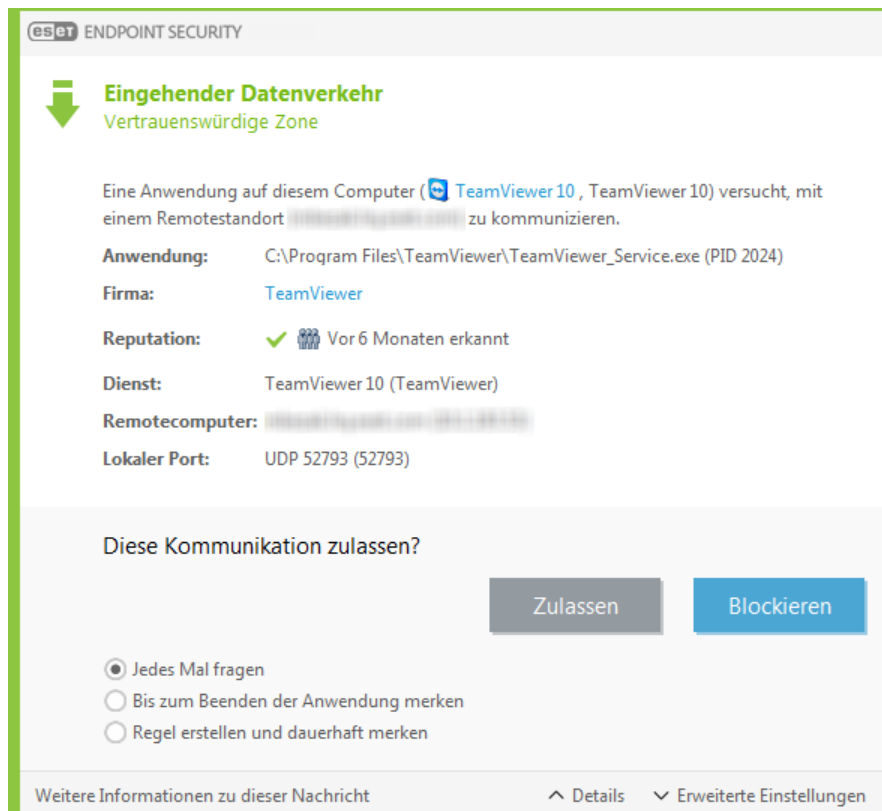 eset ENDPOINT SECURITY
Eingehender Datenverkehr
Vertrauenswürdige Zone
Eine Anwendung auf diesem Computer ( TeamViewer 10 , TeamViewer 10) versucht, mit
einem Remotestandort zu kommunizieren.
Anwendung: C:\Program Files\TeamViewer\TeamViewer_Service.exe (PID 2024)
Firma: TeamViewer
Reputation: Vor 6 Monaten erkannt
Dienst: TeamViewer 10 (TeamViewer)
Remotecomputer:
Lokaler Port: UDP 52793 (52793)
Diese Kommunikation zulassen?
Zulassen Blockieren
Jedes Mal fragen
Bis zum Beenden der Anwendung merken
Regel erstellen und dauerhaft merken
Weitere Informationen zu dieser Nachricht Details Erweiterte Einstellungen